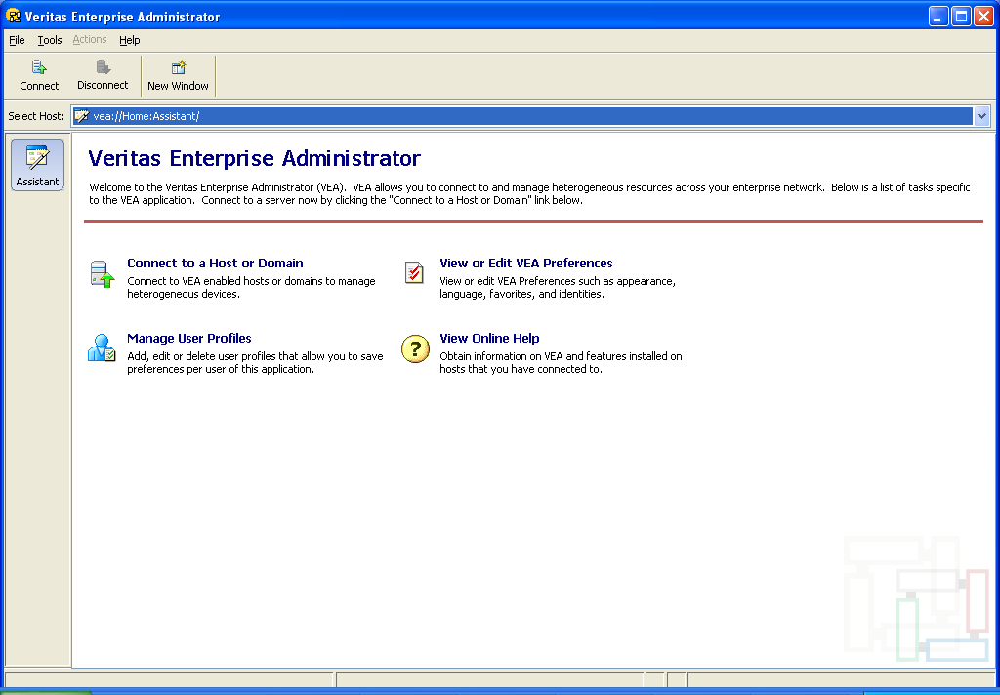 Veritas Enterprise Administrator
File Tools Actions Help
Connect Disconnect New Window
Select Host: vea://Home:Assistant/
Assistant
Veritas Enterprise Administrator
Welcome to the Veritas Enterprise Administrator (VEA).  VEA allows you to connect to and manage heterogeneous resources across your enterprise network.  Below is a list of tasks specific
to the VEA application.  Connect to a server now by clicking the "Connect to a Host or Domain" link below.
Connect to a Host or Domain
Connect to VEA enabled hosts or domains to manage
heterogeneous devices.
View or Edit VEA Preferences
View or edit VEA Preferences such as appearance,
language, favorites, and identities.
Manage User Profiles
Add, edit or delete user profiles that allow you to save
preferences per user of this application.
?
View Online Help
Obtain information on VEA and features installed on
hosts that you have connected to.